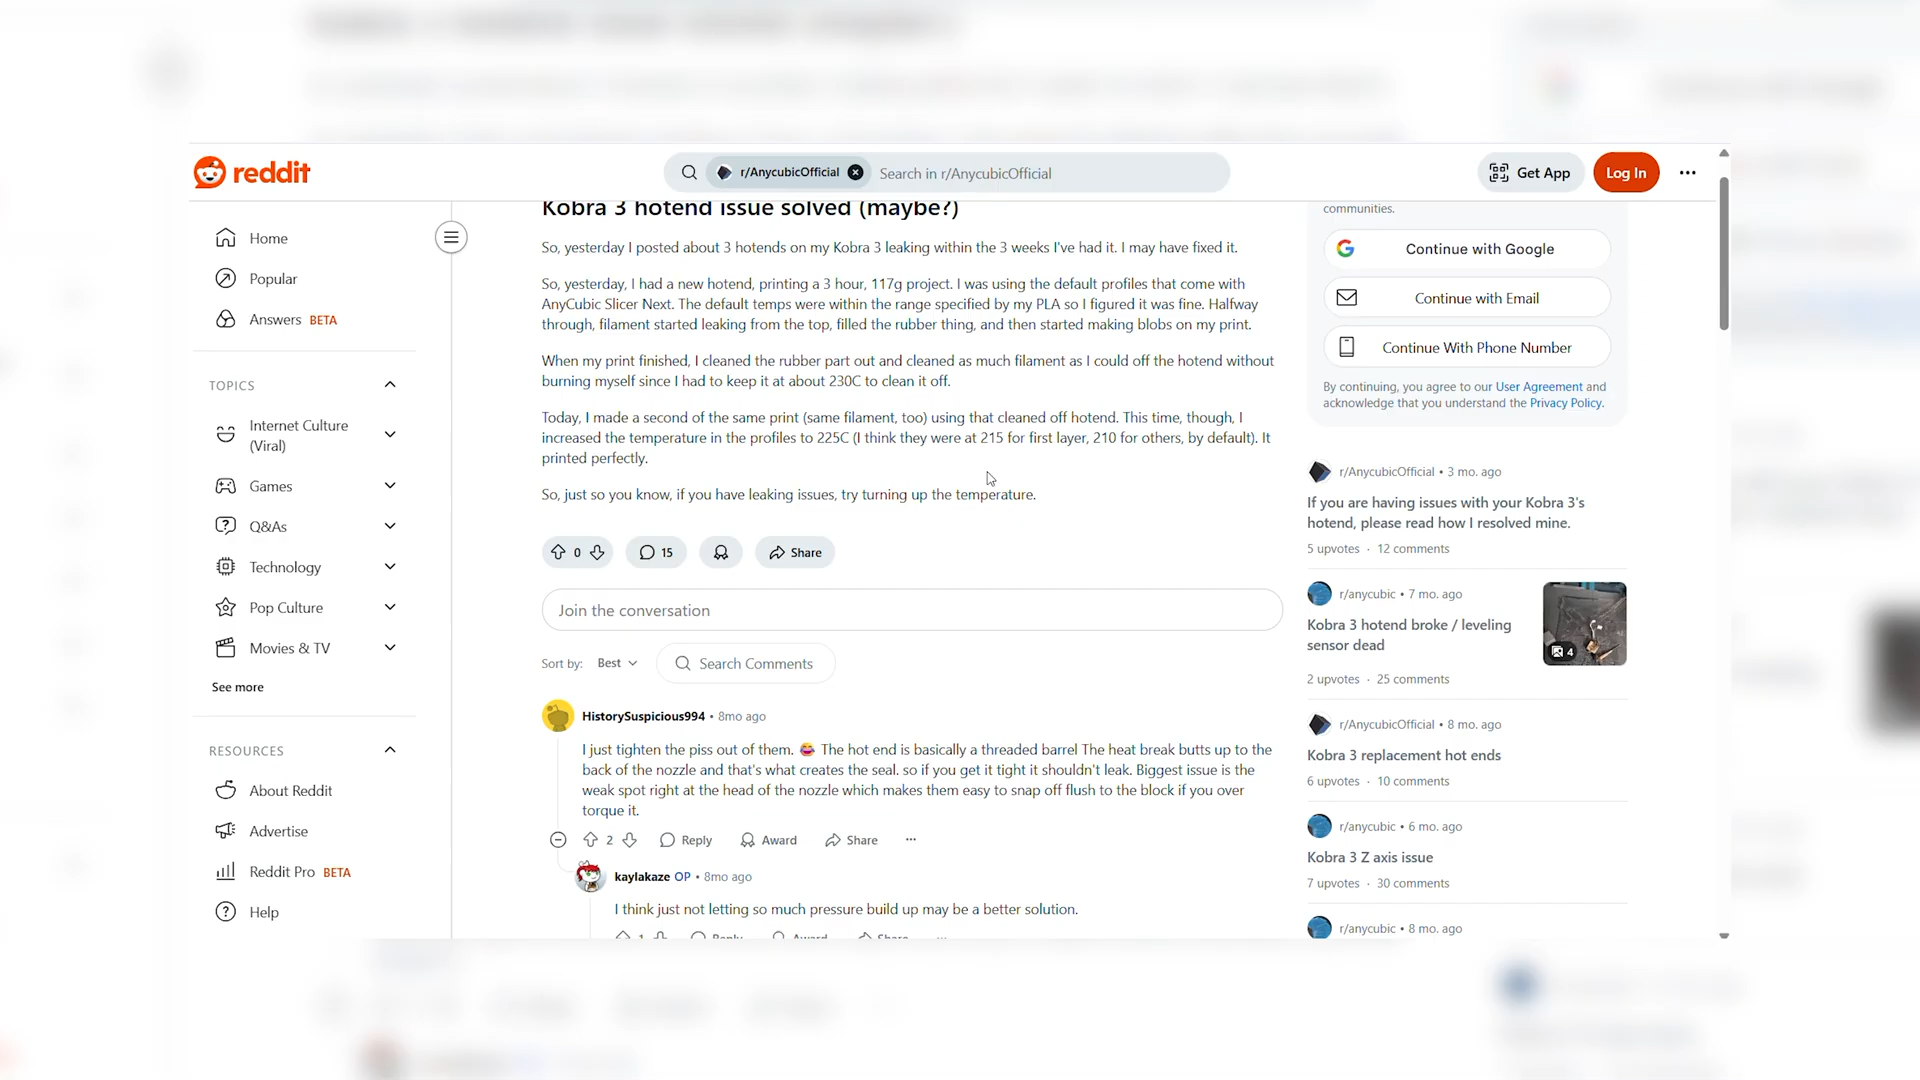 reddit
r/AnycubicOfficial
Search in r/AnycubicOfficial
Get App
Log In
Home
Popular
Answers BETA
TOPICS
Internet Culture
(Viral)
Games
Q&As
Technology
Pop Culture
Movies & TV
See more
RESOURCES
About Reddit
Advertise
Reddit Pro BETA
Help
Kobra 3 hotend issue solved (maybe?)
So, yesterday I posted about 3 hotends on my Kobra 3 leaking within the 3 weeks I've had it. I may have fixed it.
So, yesterday, I had a new hotend, printing a 3 hour, 117g project. I was using the default profiles that come with
AnyCubic Slicer Next. The default temps were within the range specified by my PLA so I figured it was fine. Halfway
through, filament started leaking from the top, filled the rubber thing, and then started making blobs on my print.
When my print finished, I cleaned the rubber part out and cleaned as much filament as I could off the hotend without
burning myself since I had to keep it at about 230C to clean it off.
Today, I made a second of the same print (same filament, too) using that cleaned off hotend. This time, though, I
increased the temperature in the profiles to 225C (I think they were at 215 for first layer, 210 for others, by default). It
printed perfectly.
So, just so you know, if you have leaking issues, try turning up the temperature.
0
15
Share
Join the conversation
Sort by: Best
Search Comments
HistorySuspicious994 • 8mo ago
I just tighten the piss out of them. 😂 The hot end is basically a threaded barrel The heat break butts up to the
back of the nozzle and that's what creates the seal. so if you get it tight it shouldn't leak. Biggest issue is the
weak spot right at the head of the nozzle which makes them easy to snap off flush to the block if you over
torque it.
2 Reply Award Share
kaylakaze OP • 8mo ago
I think just not letting so much pressure build up may be a better solution.
1 Reply Award Share
communities.
Continue with Google
Continue with Email
Continue With Phone Number
By continuing, you agree to our User Agreement and
acknowledge that you understand the Privacy Policy.
r/AnycubicOfficial • 3 mo. ago
If you are having issues with your Kobra 3's
hotend, please read how I resolved mine.
5 upvotes · 12 comments
r/anycubic • 7 mo. ago
Kobra 3 hotend broke / leveling
sensor dead
4
2 upvotes · 25 comments
r/AnycubicOfficial • 8 mo. ago
Kobra 3 replacement hot ends
6 upvotes · 10 comments
r/anycubic • 6 mo. ago
Kobra 3 Z axis issue
7 upvotes · 30 comments
r/anycubic • 8 mo. ago